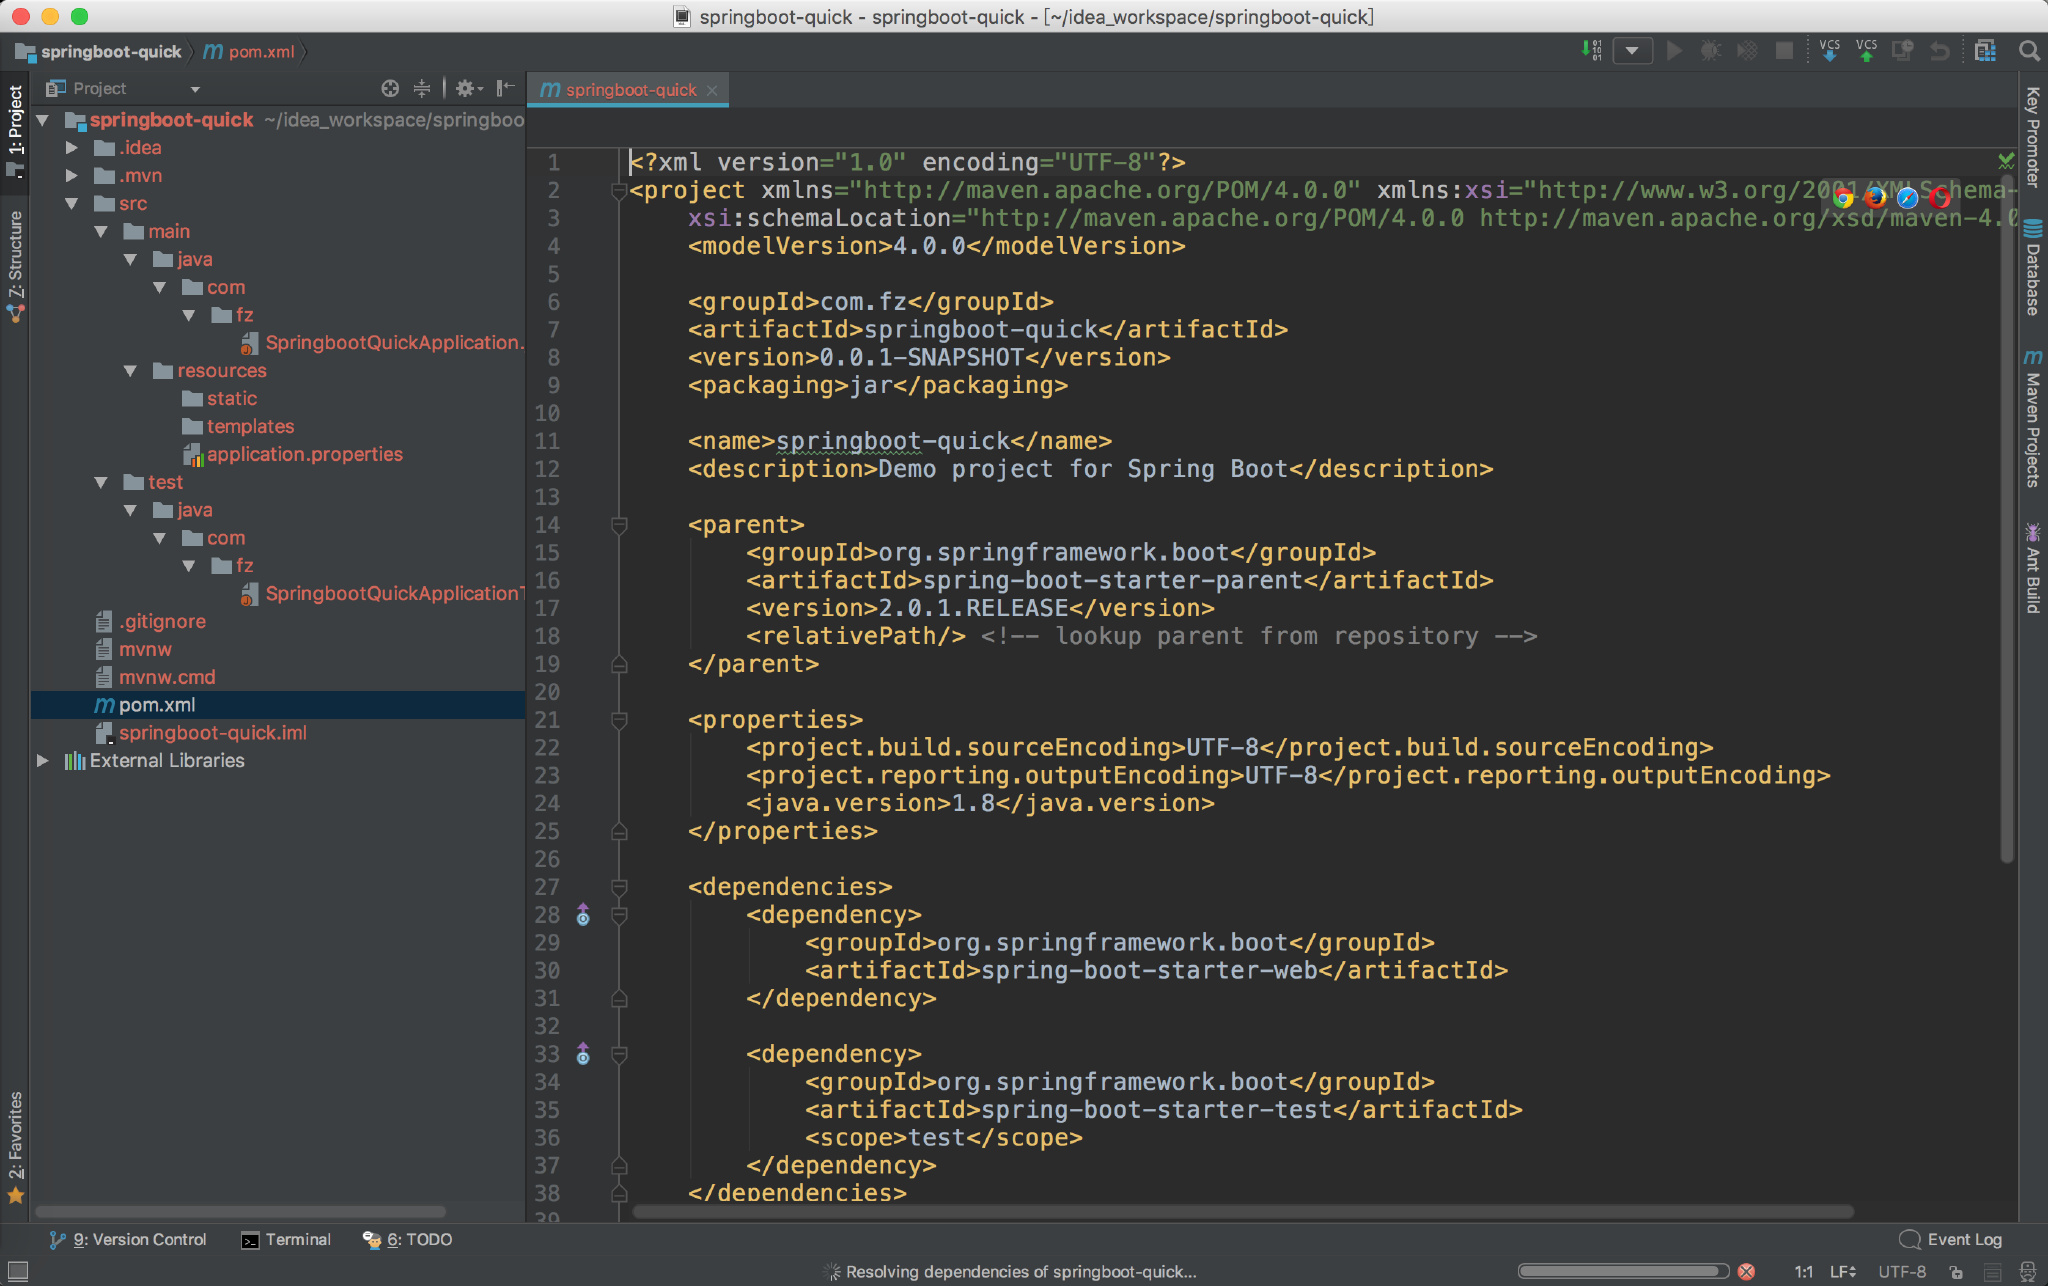 springboot-quick - springboot-quick - [~/idea_workspace/springboot-quick]
springboot-quick
pom.xml
VCS
VCS
1: Project
Z: Structure
2: Favorites
Project
springboot-quick ~/idea_workspace/springboo
.idea
.mvn
src
main
java
com
fz
SpringbootQuickApplication.
resources
static
templates
application.properties
test
java
com
fz
SpringbootQuickApplicationT
.gitignore
mvnw
mvnw.cmd
pom.xml
springboot-quick.iml
External Libraries
springboot-quick
1 <?xml version="1.0" encoding="UTF-8"?>
2 <project xmlns="http://maven.apache.org/POM/4.0.0" xmlns:xsi="http://www.w3.org/2001/XMLSchema-
3 xsi:schemaLocation="http://maven.apache.org/POM/4.0.0 http://maven.apache.org/xsd/maven-4.0
4 <modelVersion>4.0.0</modelVersion>
5
6 <groupId>com.fz</groupId>
7 <artifactId>springboot-quick</artifactId>
8 <version>0.0.1-SNAPSHOT</version>
9 <packaging>jar</packaging>
10
11 <name>springboot-quick</name>
12 <description>Demo project for Spring Boot</description>
13
14 <parent>
15 <groupId>org.springframework.boot</groupId>
16 <artifactId>spring-boot-starter-parent</artifactId>
17 <version>2.0.1.RELEASE</version>
18 <relativePath/> <!-- lookup parent from repository -->
19 </parent>
20
21 <properties>
22 <project.build.sourceEncoding>UTF-8</project.build.sourceEncoding>
23 <project.reporting.outputEncoding>UTF-8</project.reporting.outputEncoding>
24 <java.version>1.8</java.version>
25 </properties>
26
27 <dependencies>
28 <dependency>
29 <groupId>org.springframework.boot</groupId>
30 <artifactId>spring-boot-starter-web</artifactId>
31 </dependency>
32
33 <dependency>
34 <groupId>org.springframework.boot</groupId>
35 <artifactId>spring-boot-starter-test</artifactId>
36 <scope>test</scope>
37 </dependency>
38 </dependencies>
39
Key Promoter
Database
Maven Projects
Ant Build
9: Version Control
Terminal
6: TODO
Event Log
Resolving dependencies of springboot-quick...
1:1
LF
UTF-8